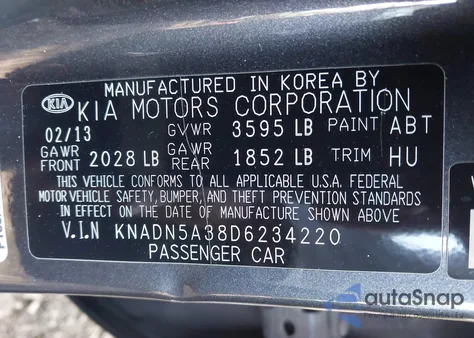 MANUFACTURED IN KOREA BY
KIA KIA MOTORS CORPORATION
02/13 GVWR 3595 LB PAINT ABT
GAWR FRONT 2028 LB GAWR REAR 1852 LB TRIM HU
THIS VEHICLE CONFORMS TO ALL APPLICABLE U.S.A. FEDERAL
MOTOR VEHICLE SAFETY, BUMPER, AND THEFT PREVENTION STANDARDS
IN EFFECT ON THE DATE OF MANUFACTURE SHOWN ABOVE.
V.I.N KNADN5A38D6234220
PASSENGER CAR
autoSnap